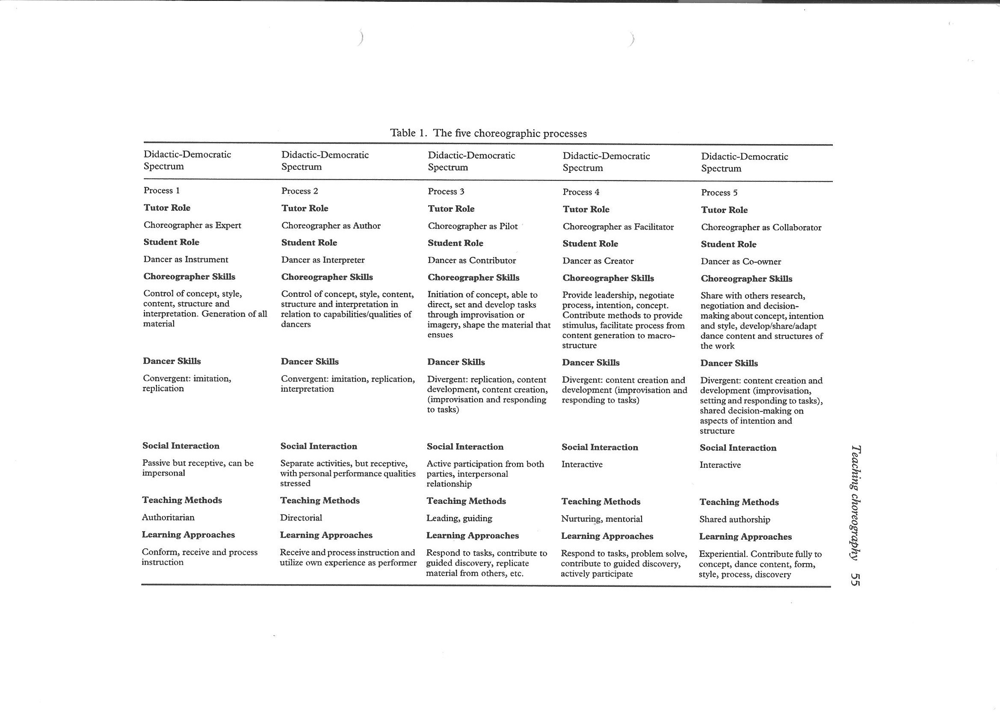 Table 1. The five choreographic processes
Didactic-Democratic
Spectrum
Didactic-Democratic
Spectrum
Didactic-Democratic
Spectrum
Didactic-Democratic
Spectrum
Didactic-Democratic
Spectrum
Process 1
Tutor Role
Choreographer as Expert
Student Role
Dancer as Instrument
Choreographer Skills
Control of concept, style,
content, structure and
interpretation. Generation of all
material
Dancer Skills
Convergent: imitation,
replication
Social Interaction
Passive but receptive, can be
impersonal
Teaching Methods
Authoritarian
Learning Approaches
Conform, receive and process
instruction
Process 2
Tutor Role
Choreographer as Author
Student Role
Dancer as Interpreter
Choreographer Skills
Control of concept, style, content,
structure and interpretation in
relation to capabilities/qualities of
dancers
Dancer Skills
Convergent: imitation, replication,
interpretation
Social Interaction
Separate activities, but receptive,
with personal performance qualities
stressed
Teaching Methods
Directorial
Learning Approaches
Receive and process instruction and
utilize own experience as performer
Process 3
Tutor Role
Choreographer as Pilot
Student Role
Dancer as Contributor
Choreographer Skills
Initiation of concept, able to
direct, set and develop tasks
through improvisation or
imagery, shape the material that
ensues
Dancer Skills
Divergent: replication, content
development, content creation,
(improvisation and responding
to tasks)
Social Interaction
Active participation from both
parties, interpersonal
relationship
Teaching Methods
Leading, guiding
Learning Approaches
Respond to tasks, contribute to
guided discovery, replicate
material from others, etc.
Process 4
Tutor Role
Choreographer as Facilitator
Student Role
Dancer as Creator
Choreographer Skills
Provide leadership, negotiate
process, intention, concept.
Contribute methods to provide
stimulus, facilitate process from
content generation to macro-
structure
Dancer Skills
Divergent: content creation and
development (improvisation and
responding to tasks)
Social Interaction
Interactive
Teaching Methods
Nurturing, mentorial
Learning Approaches
Respond to tasks, problem solve,
contribute to guided discovery,
actively participate
Process 5
Tutor Role
Choreographer as Collaborator
Student Role
Dancer as Co-owner
Choreographer Skills
Share with others research,
negotiation and decision-
making about concept, intention
and style, develop/share/adapt
dance content and structures of
the work
Dancer Skills
Divergent: content creation and
development (improvisation,
setting and responding to tasks),
shared decision-making on
aspects of intention and
structure
Social Interaction
Interactive
Teaching Methods
Shared authorship
Learning Approaches
Experiential. Contribute fully to
concept, dance content, form,
style, process, discovery
Teaching choreography 55